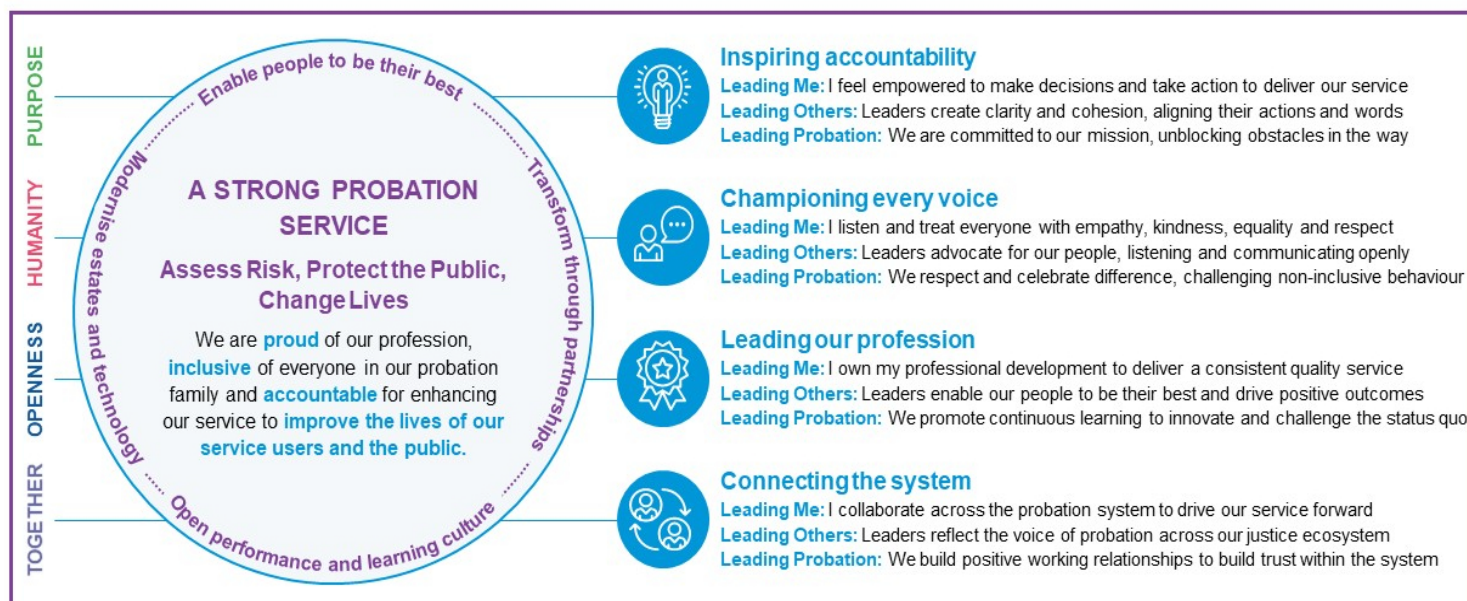 PURPOSE
HUMANITY
OPENNESS
TOGETHER
Enable people to be their best
Transform through partnerships
Open performance and learning culture
Modernise estates and technology
A STRONG PROBATION
SERVICE
Assess Risk, Protect the Public,
Change Lives
We are proud of our profession,
inclusive of everyone in our probation
family and accountable for enhancing
our service to improve the lives of our
service users and the public.
Inspiring accountability
Leading Me: I feel empowered to make decisions and take action to deliver our service
Leading Others: Leaders create clarity and cohesion, aligning their actions and words
Leading Probation: We are committed to our mission, unblocking obstacles in the way
Championing every voice
Leading Me: I listen and treat everyone with empathy, kindness, equality and respect
Leading Others: Leaders advocate for our people, listening and communicating openly
Leading Probation: We respect and celebrate difference, challenging non-inclusive behaviour
Leading our profession
Leading Me: I own my professional development to deliver a consistent quality service
Leading Others: Leaders enable our people to be their best and drive positive outcomes
Leading Probation: We promote continuous learning to innovate and challenge the status quo
Connecting the system
Leading Me: I collaborate across the probation system to drive our service forward
Leading Others: Leaders reflect the voice of probation across our justice ecosystem
Leading Probation: We build positive working relationships to build trust within the system